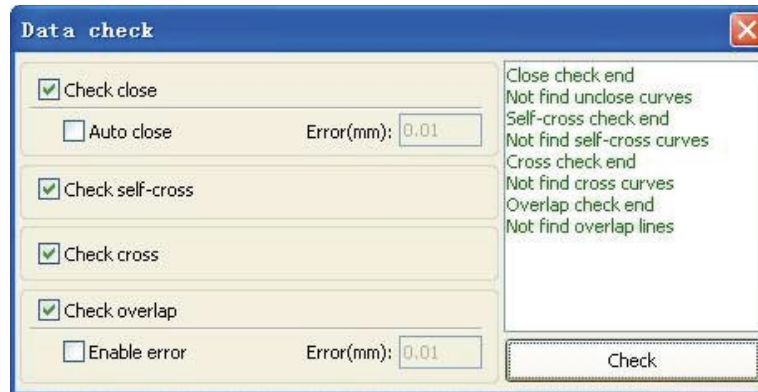 Data check
Check close
Auto close
Error(mm): 0.01
Check self-cross
Check cross
Check overlap
Enable error
Error(mm): 0.01
Close check end
Not find unclose curves
Self-cross check end
Not find self-cross curves
Cross check end
Not find cross curves
Overlap check end
Not find overlap lines
Check